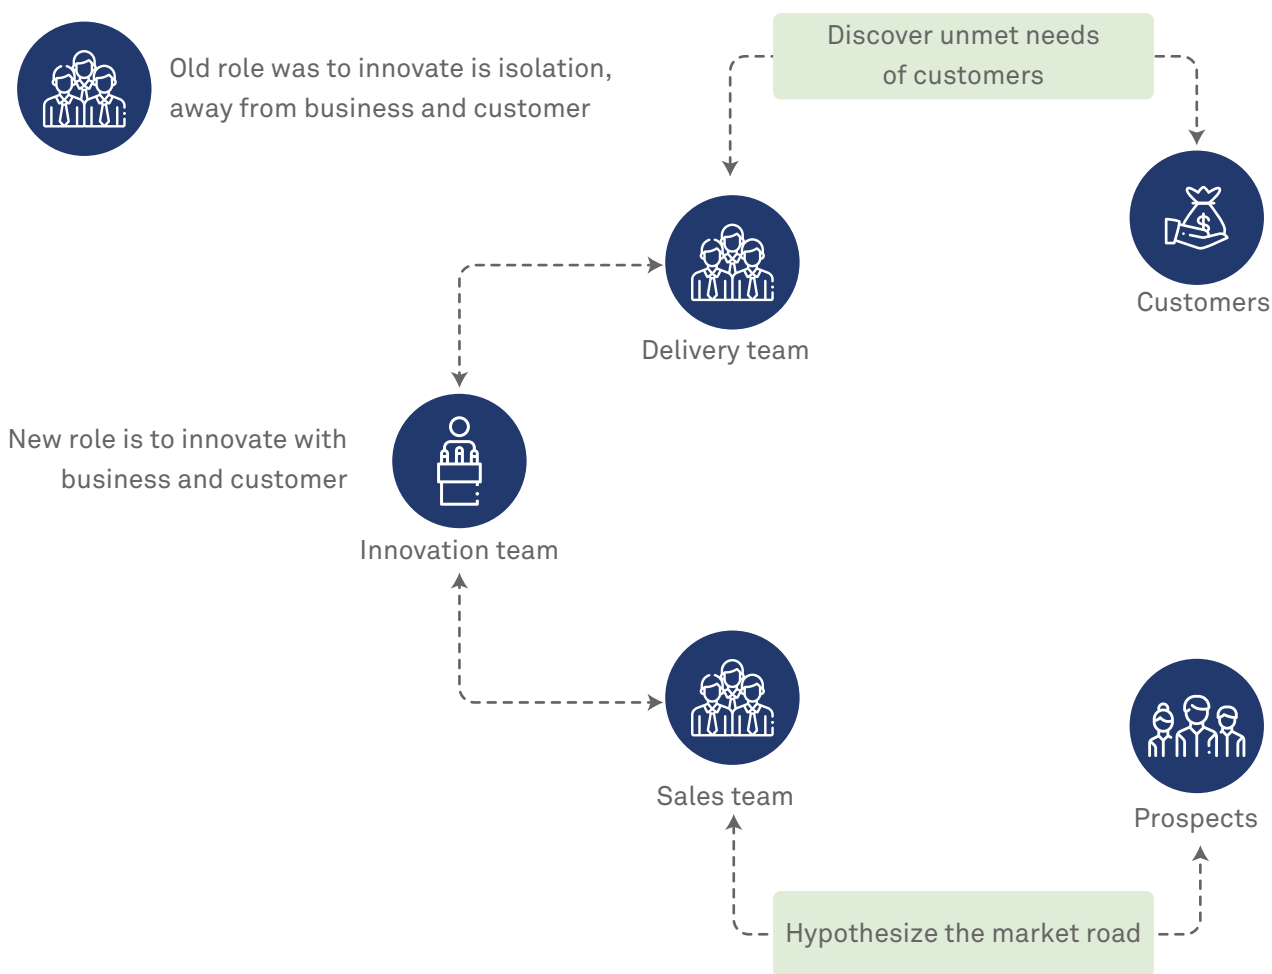 Old role was to innovate is isolation,
away from business and customer
Discover unmet needs
of customers
Customers
Delivery team
New role is to innovate with
business and customer
Innovation team
Sales team
Prospects
Hypothesize the market road